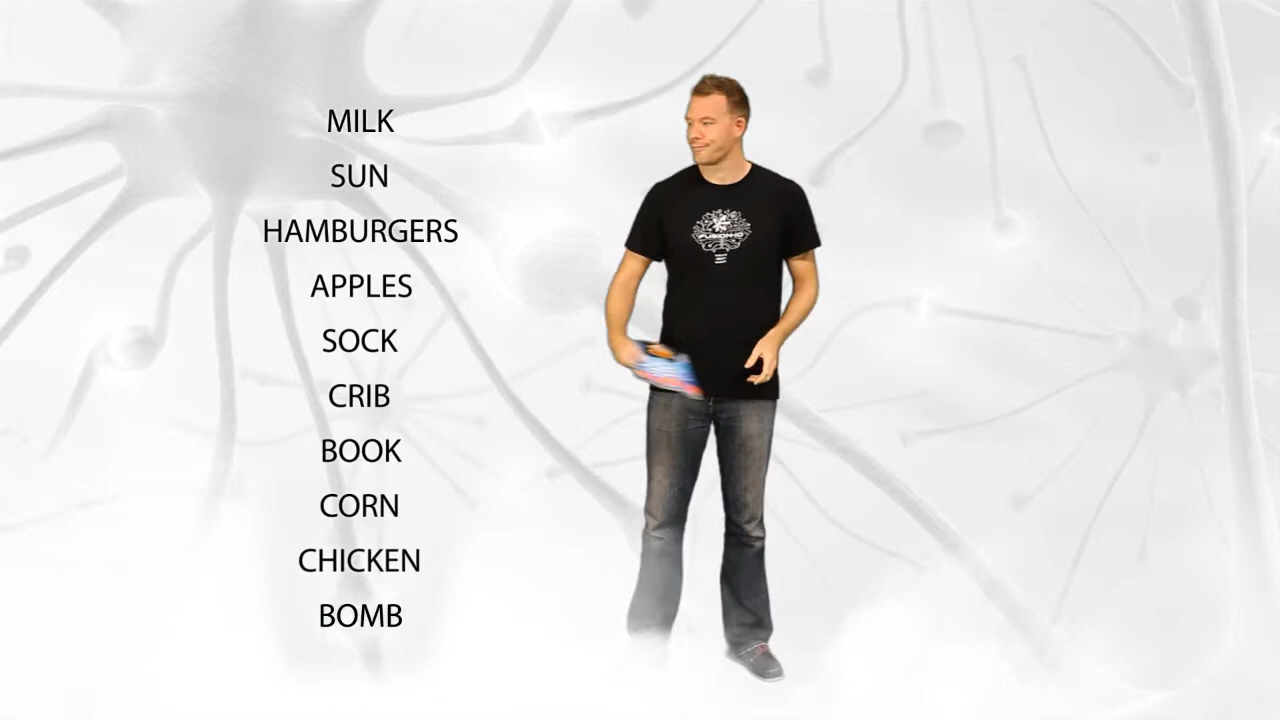 MILK
SUN
HAMBURGERS
APPLES
SOCK
CRIB
BOOK
CORN
CHICKEN
BOMB